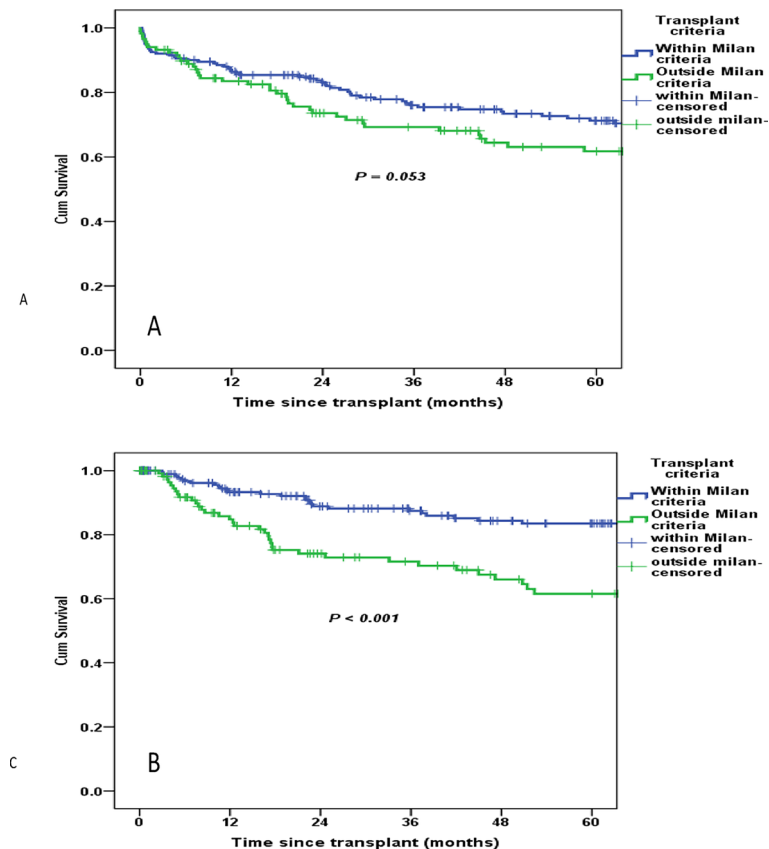 1.0
0.8
0.6
0.4
0.2
0.0
Cum Survival
P = 0.053
A
A
0 12 24 36 48 60
Time since transplant (months)
Transplant
criteria
Within Milan
criteria
Outside Milan
criteria
within Milan-
censored
outside milan-
censored
1.0
0.8
0.6
0.4
0.2
0.0
Cum Survival
P < 0.001
C
B
0 12 24 36 48 60
Time since transplant (months)
Transplant
criteria
Within Milan
criteria
Outside Milan
criteria
within Milan-
censored
outside milan-
censored